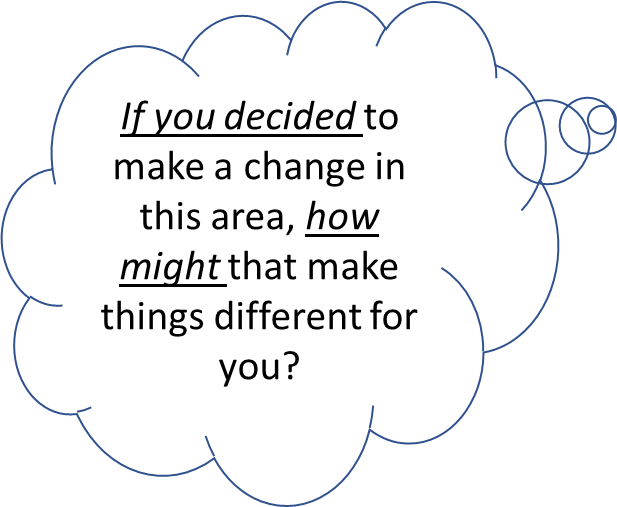 If you decided to
make a change in
this area, how
might that make
things different for
you?